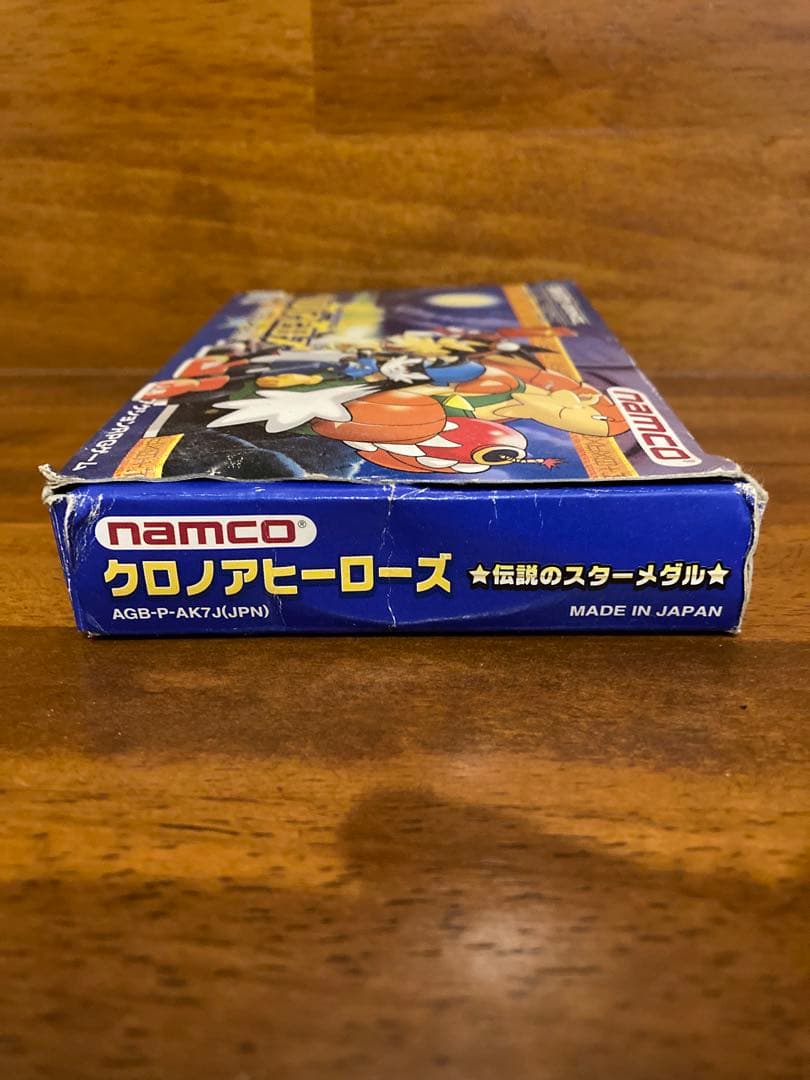 namco
namco®
クロノアヒーローズ ★伝説のスターメダル★
AGB-P-AK7J(JPN)
MADE IN JAPAN